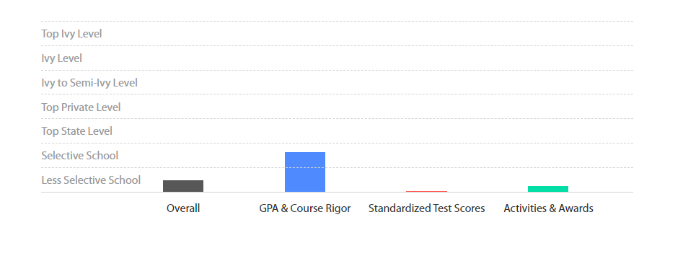 Top Ivy Level
Ivy Level
Ivy to Semi-Ivy Level
Top Private Level
Top State Level
Selective School
Less Selective School
Overall GPA & Course Rigor Standardized Test Scores Activities & Awards